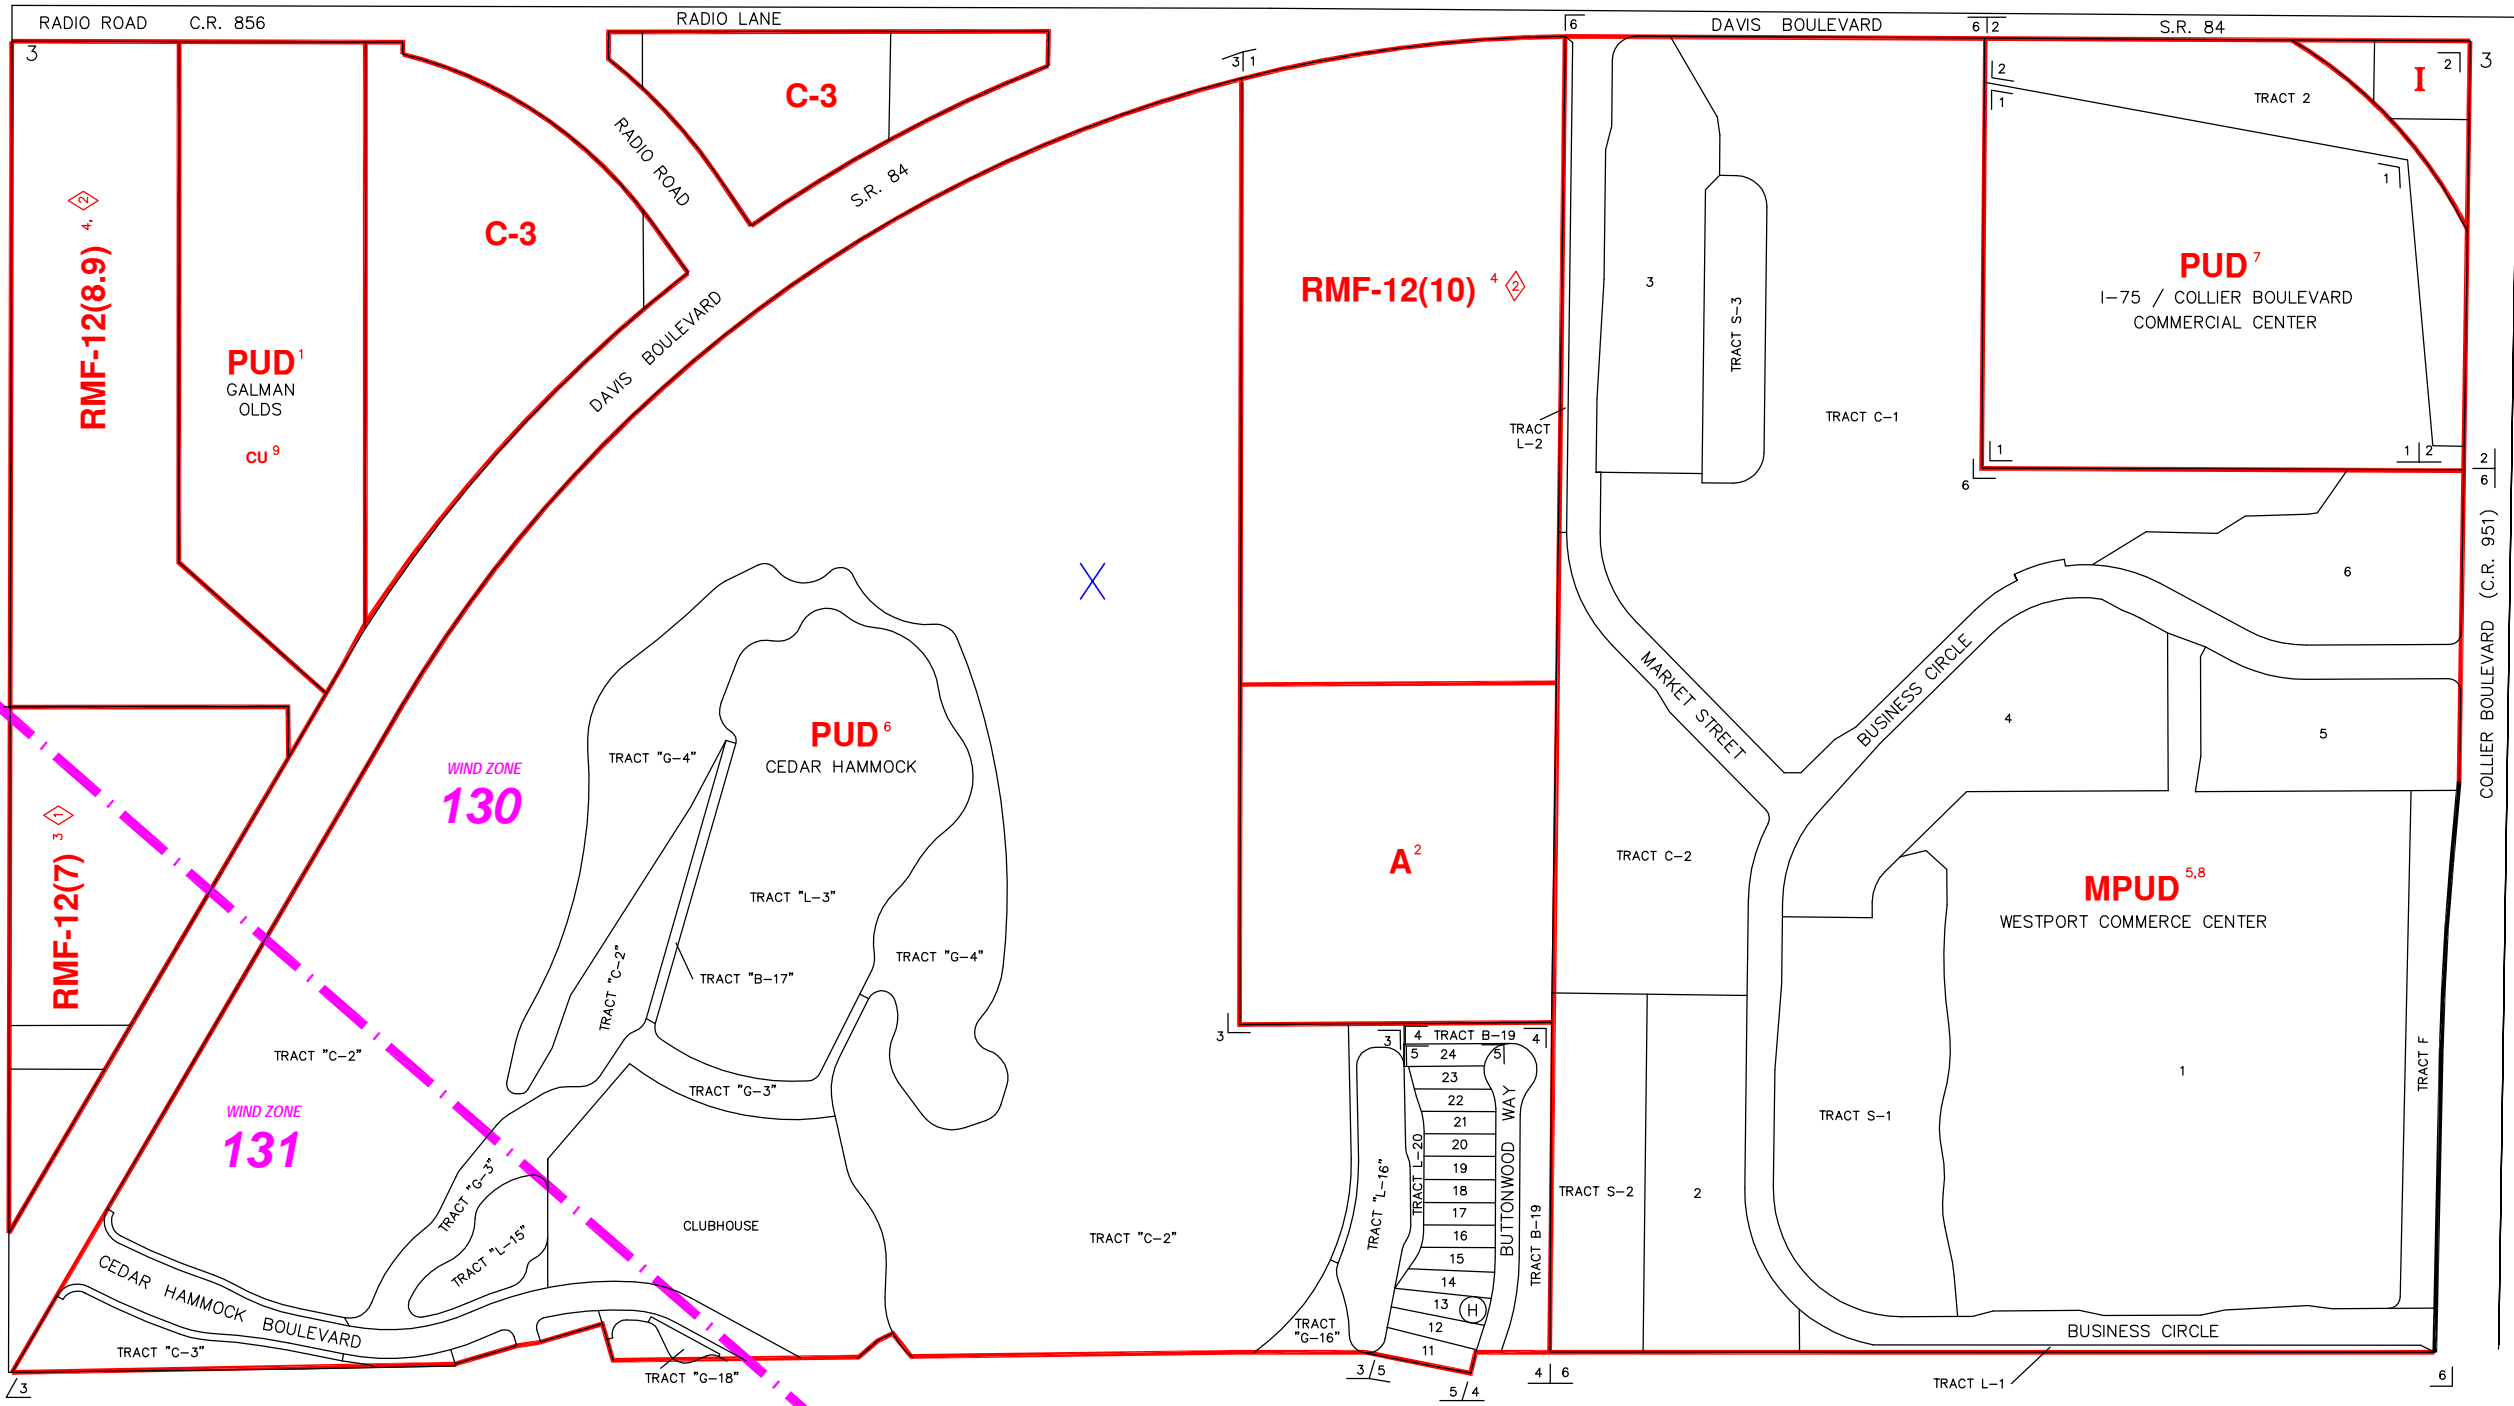 RADIO ROAD C.R. 856
RADIO LANE
DAVIS BOULEVARD
S.R. 84
6
6 2
3
3 1
2
1
TRACT 2
I
2
3
C-3
RADIO ROAD
S.R. 84
C-3
RMF-12(8.9) 4, 2
PUD 1
GALMAN
OLDS
CU 9
DAVIS BOULEVARD
RMF-12(10) 4 2
3
TRACT S-3
TRACT
L-2
TRACT C-1
1
PUD 7
I-75 / COLLIER BOULEVARD
COMMERCIAL CENTER
1
1 2
6
2
6
COLLIER BOULEVARD (C.R. 951)
X
6
MARKET STREET
BUSINESS CIRCLE
4
5
WIND ZONE
130
TRACT "G-4"
PUD 6
CEDAR HAMMOCK
RMF-12(7) 3 1
A 2
TRACT C-2
MPUD 5,8
WESTPORT COMMERCE CENTER
TRACT "L-3"
TRACT "C-2"
TRACT "B-17"
TRACT "G-4"
3
3
4 TRACT B-19 4
5 24 5
23
22
21
20
19
18
17
16
15
14
13 H
12
11
TRACT "C-2"
TRACT "G-3"
WIND ZONE
131
TRACT "G-3"
TRACT "L-15"
CLUBHOUSE
TRACT "C-2"
TRACT "L-16"
TRACT L-20
BUTTONWOOD WAY
TRACT B-19
TRACT S-2
2
TRACT S-1
1
TRACT F
CEDAR HAMMOCK BOULEVARD
TRACT "C-3"
TRACT "G-18"
TRACT
"G-16"
BUSINESS CIRCLE
TRACT L-1
3
3 5
5 4
4 6
6